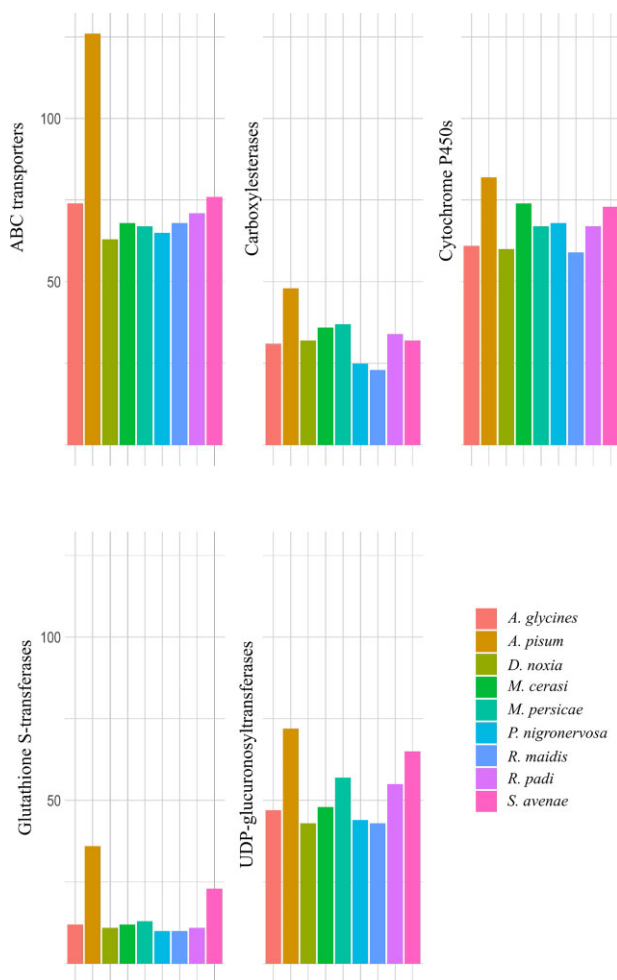 ABC transporters
100
50
Carboxylesterases
Cytochrome P450s
Glutathione S-transferases
100
50
UDP-glucuronosyltransferases
A. glycines
A. pisum
D. noxia
M. cerasi
M. persicae
P. nigronervosa
R. maidis
R. padi
S. avenae